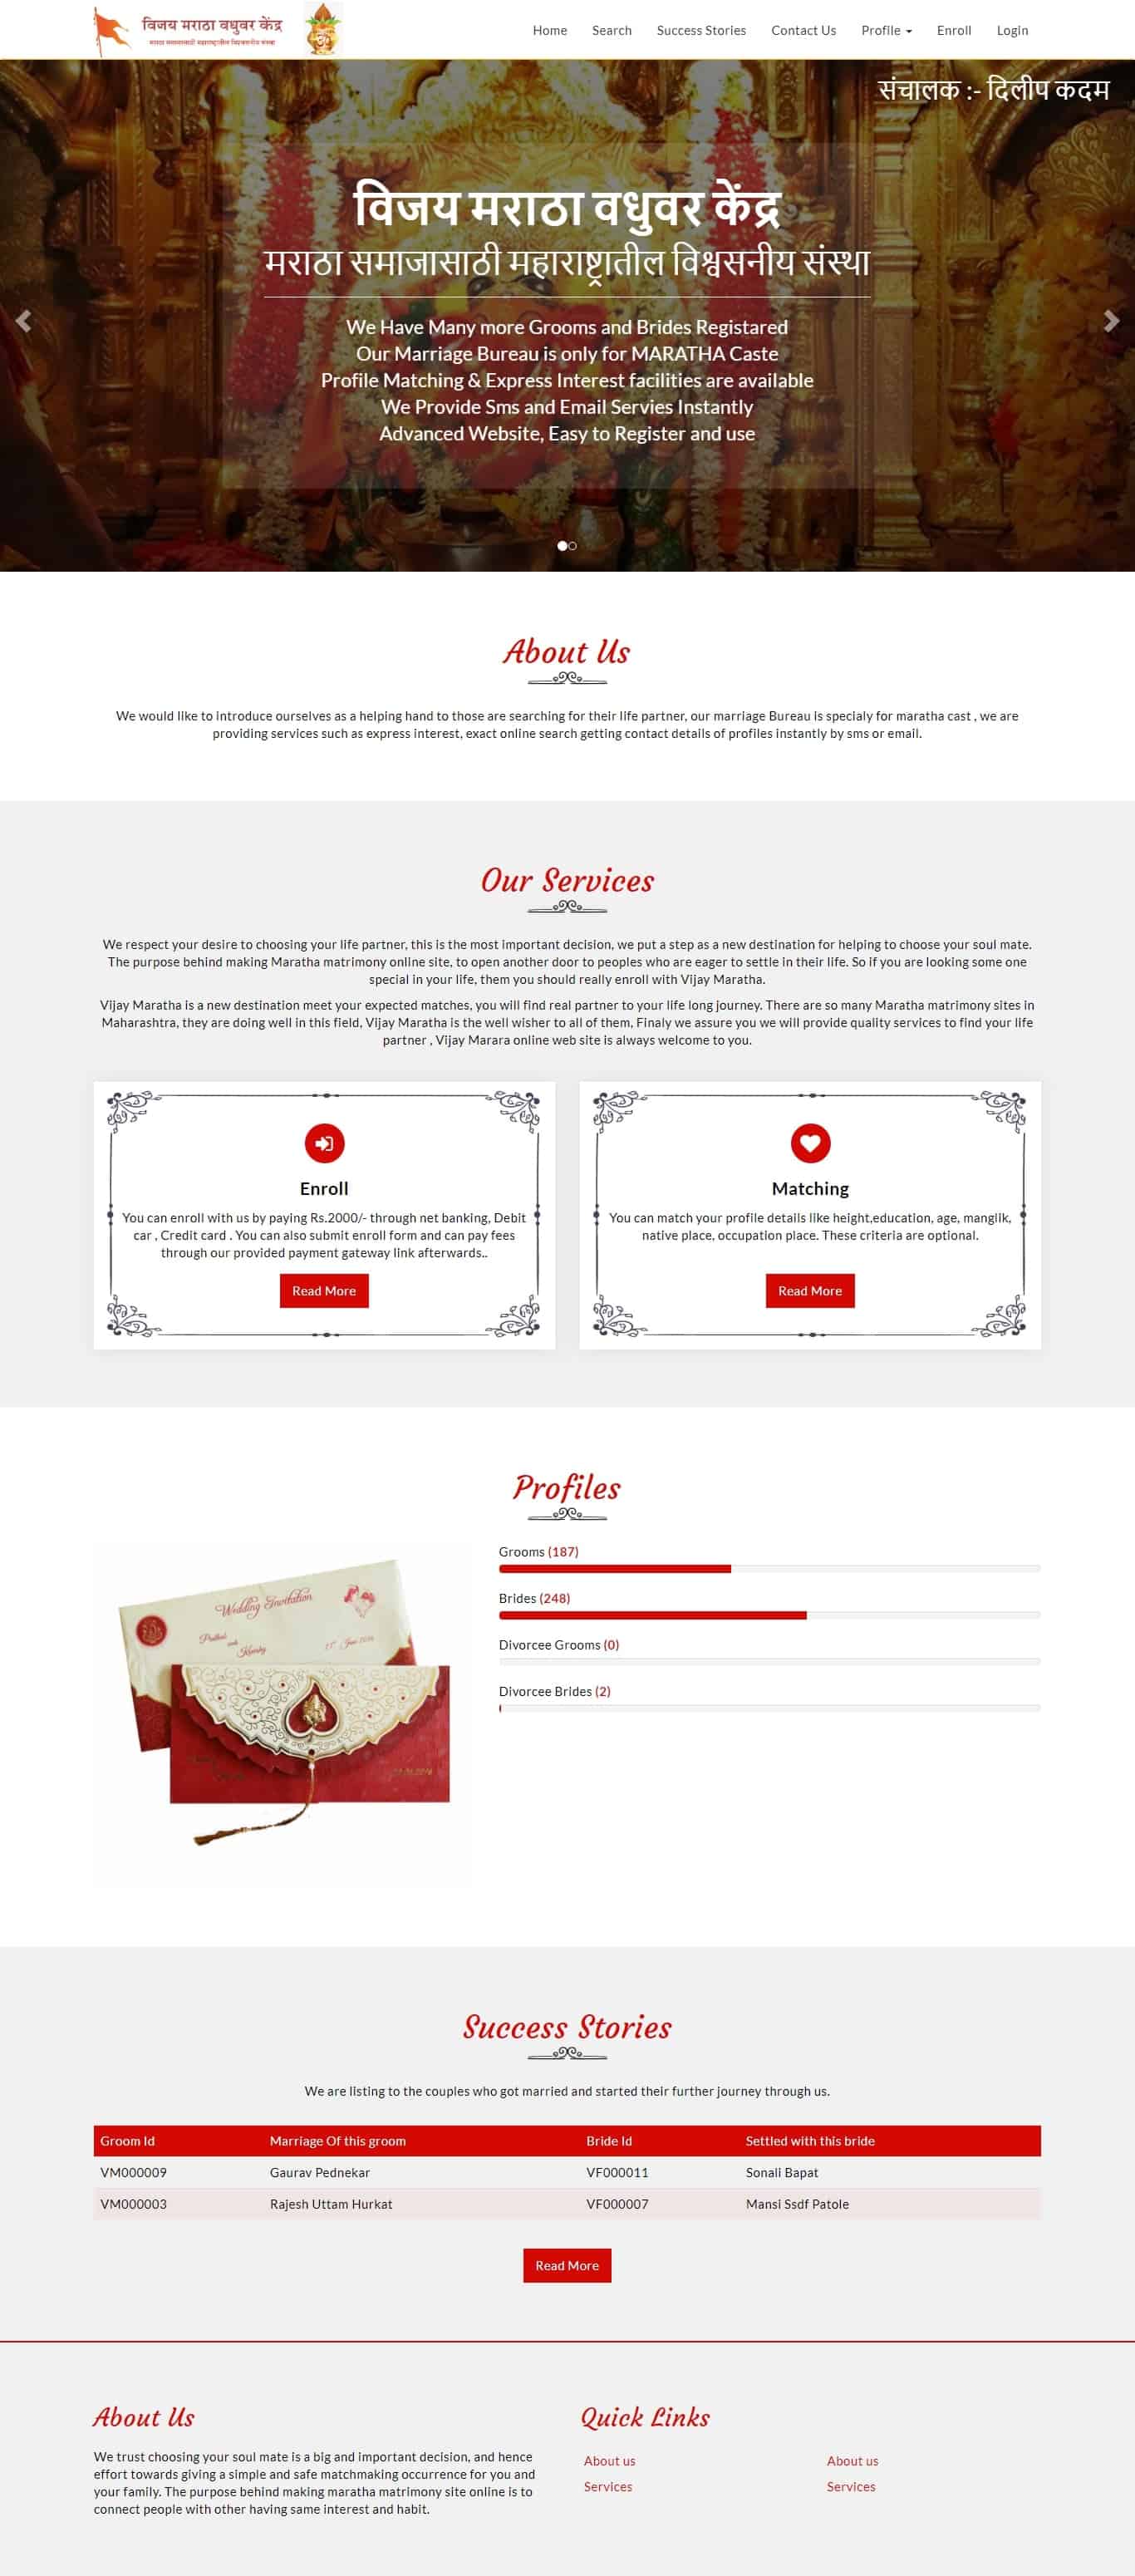 विजय मराठा वधुवर केंद्र
मराठा समाजासाठी महाराष्ट्रातील विश्वसनीय संस्था
Home Search Success Stories Contact Us Profile Enroll Login
संचालक :- दिलीप कदम
विजय मराठा वधुवर केंद्र
मराठा समाजासाठी महाराष्ट्रातील विश्वसनीय संस्था
We Have Many more Grooms and Brides Registared
Our Marriage Bureau is only for MARATHA Caste
Profile Matching & Express Interest facilities are available
We Provide Sms and Email Servies Instantly
Advanced Website, Easy to Register and use
About Us
We would like to introduce ourselves as a helping hand to those are searching for their life partner, our marriage Bureau is specialy for maratha cast , we are
providing services such as express interest, exact online search getting contact details of profiles instantly by sms or email.
Our Services
We respect your desire to choosing your life partner, this is the most important decision, we put a step as a new destination for helping to choose your soul mate.
The purpose behind making Maratha matrimony online site, to open another door to peoples who are eager to settle in their life. So if you are looking some one
special in your life, them you should really enroll with Vijay Maratha.
Vijay Maratha is a new destination meet your expected matches, you will find real partner to your life long journey. There are so many Maratha matrimony sites in
Maharashtra, they are doing well in this field, Vijay Maratha is the well wisher to all of them, Finaly we assure you we will provide quality services to find your life
partner , Vijay Marara online web site is always welcome to you.
Enroll
You can enroll with us by paying Rs.2000/- through net banking, Debit
car , Credit card . You can also submit enroll form and can pay fees
through our provided payment gateway link afterwards..
Read More
Matching
You can match your profile details like height,education, age, manglik,
native place, occupation place. These criteria are optional.
Read More
Profiles
Wedding Invitation
Grooms (187)
Brides (248)
Divorcee Grooms (0)
Divorcee Brides (2)
Success Stories
We are listing to the couples who got married and started their further journey through us.
Groom Id Marriage Of this groom Bride Id Settled with this bride
VM000009 Gaurav Pednekar VF000011 Sonali Bapat
VM000003 Rajesh Uttam Hurkat VF000007 Mansi Ssdf Patole
Read More
About Us
We trust choosing your soul mate is a big and important decision, and hence
effort towards giving a simple and safe matchmaking occurrence for you and
your family. The purpose behind making maratha matrimony site online is to
connect people with other having same interest and habit.
Quick Links
About us About us
Services Services